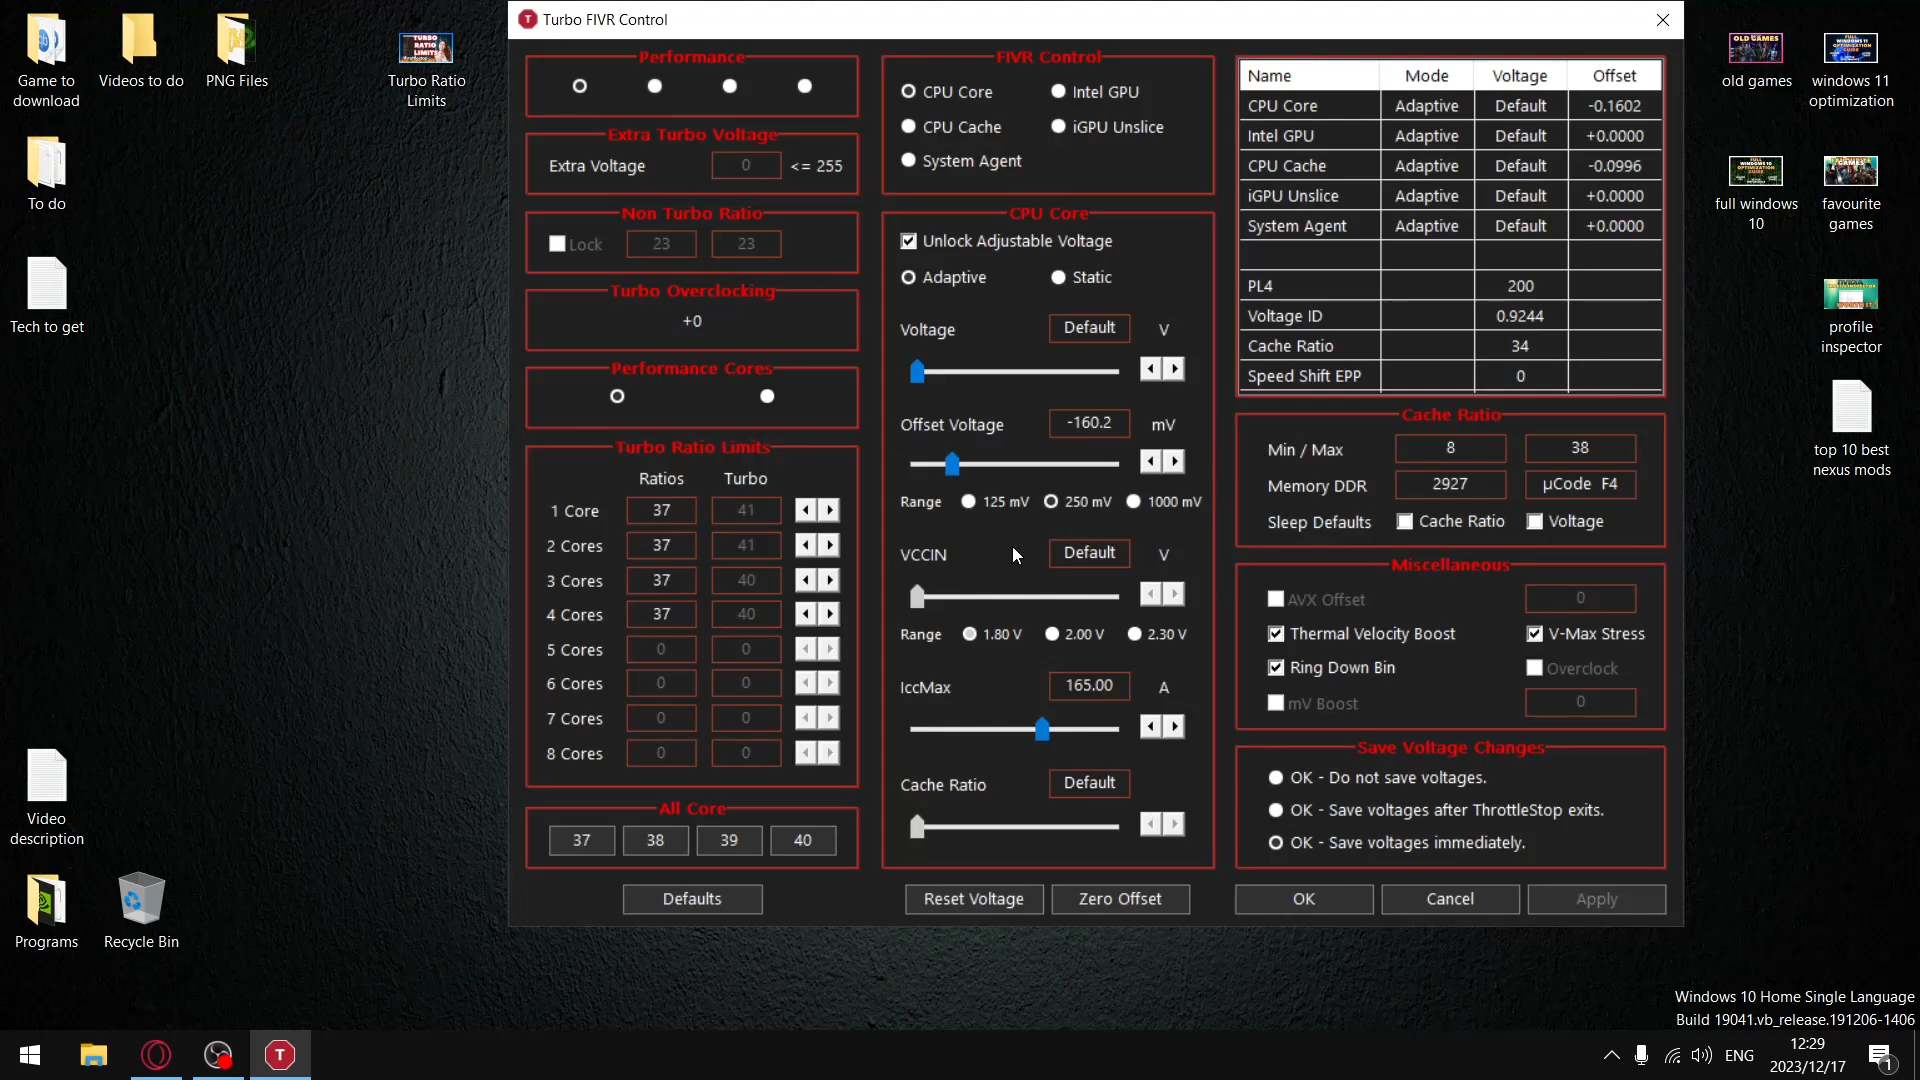 Game to
download
Videos to do
PNG Files
TURBO
RATIO
LIMITS
Turbo Ratio
Limits
To do
Tech to get
Video
description
Programs
Recycle Bin
T Turbo FIVR Control
Performance
Extra Turbo Voltage
Extra Voltage 0 <= 255
Non Turbo Ratio
Lock 23 23
Turbo Overclocking
+0
Performance Cores
Turbo Ratio Limits
Ratios Turbo
1 Core 37 41
2 Cores 37 41
3 Cores 37 40
4 Cores 37 40
5 Cores 0 0
6 Cores 0 0
7 Cores 0 0
8 Cores 0 0
All Core
37 38 39 40
Defaults
FIVR Control
CPU Core Intel GPU
CPU Cache iGPU Unslice
System Agent
CPU Core
Unlock Adjustable Voltage
Adaptive Static
Voltage Default V
Offset Voltage -160.2 mV
Range 125 mV 250 mV 1000 mV
VCCIN Default V
Range 1.80 V 2.00 V 2.30 V
IccMax 165.00 A
Cache Ratio Default
Reset Voltage Zero Offset
Name Mode Voltage Offset
CPU Core Adaptive Default -0.1602
Intel GPU Adaptive Default +0.0000
CPU Cache Adaptive Default -0.0996
iGPU Unslice Adaptive Default +0.0000
System Agent Adaptive Default +0.0000
PL4 200
Voltage ID 0.9244
Cache Ratio 34
Speed Shift EPP 0
Cache Ratio
Min / Max 8 38
Memory DDR 2927 µCode F4
Sleep Defaults Cache Ratio Voltage
Miscellaneous
AVX Offset 0
Thermal Velocity Boost V-Max Stress
Ring Down Bin Overclock
mV Boost 0
Save Voltage Changes
OK - Do not save voltages.
OK - Save voltages after ThrottleStop exits.
OK - Save voltages immediately.
OK Cancel Apply
OLD GAMES
old games
windows 11
optimization
full windows
10
favourite
games
profile
inspector
top 10 best
nexus mods
Windows 10 Home Single Language
Build 19041.vb_release.191206-1406
T
ENG
12:29
2023/12/17
1